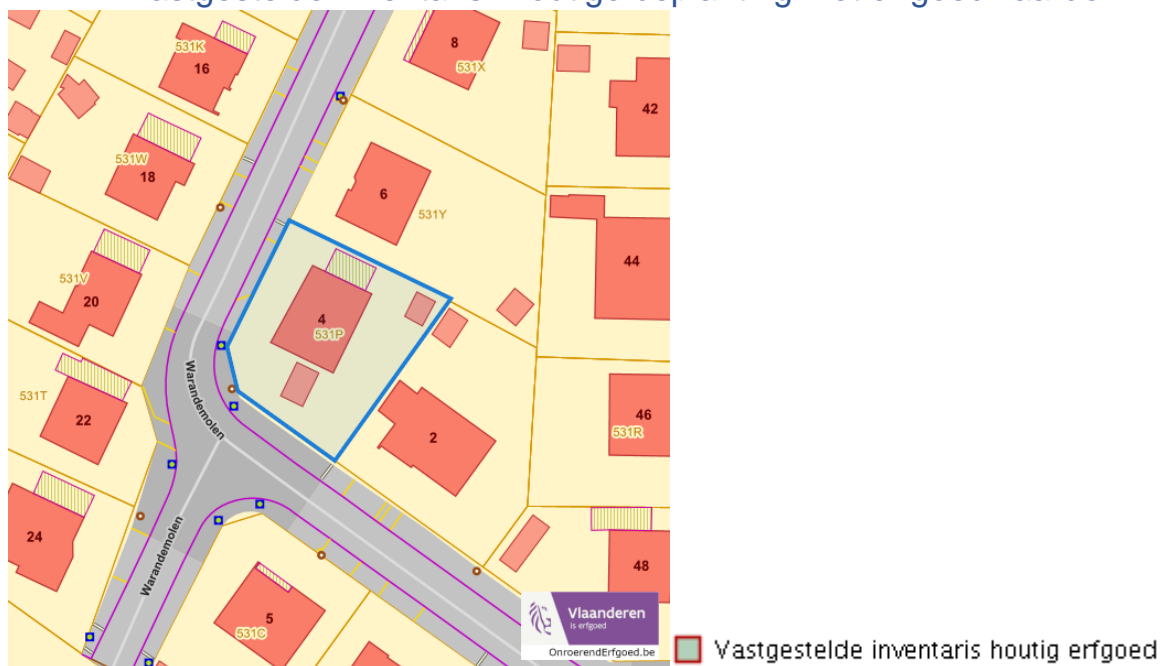 8
531K
16
531X
42
531W
18
6
531Y
44
531V
20
4
531P
Warandemolen
531T
22
46
2
531R
24
Warandemolen
48
5
531C
Vlaanderen
is erfgoed
OnroerendErfgoed.be
Vastgestelde inventaris houtig erfgoed